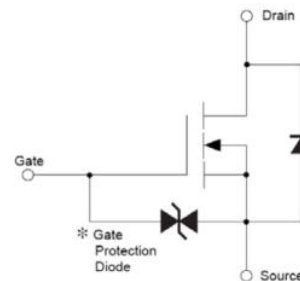 Drain
Gate
* Gate
Protection
Diode
Source